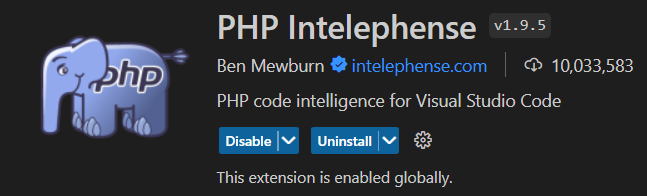 php
PHP Intelephense v1.9.5
Ben Mewburn intelephense.com 10,033,583
PHP code intelligence for Visual Studio Code
Disable Uninstall
This extension is enabled globally.